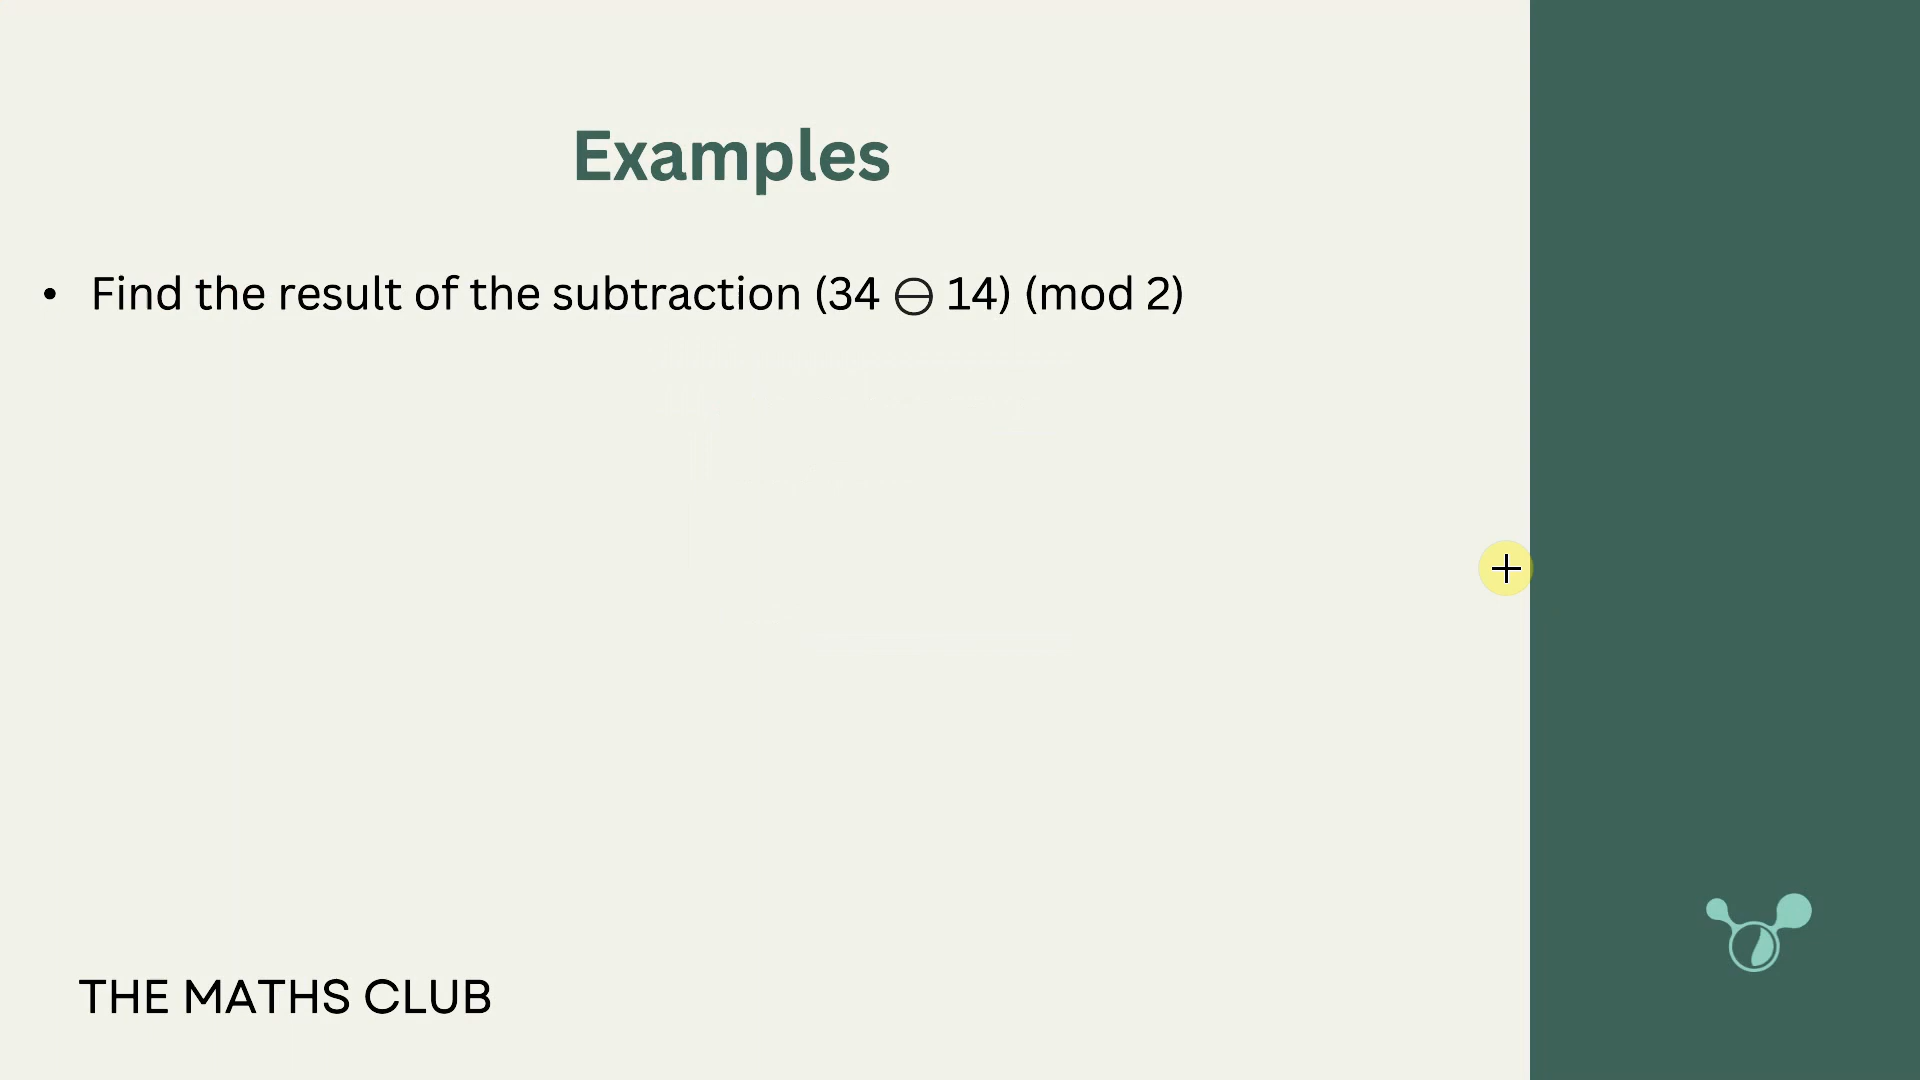 Examples
• Find the result of the subtraction (34 ⊖ 14) (mod 2)
THE MATHS CLUB